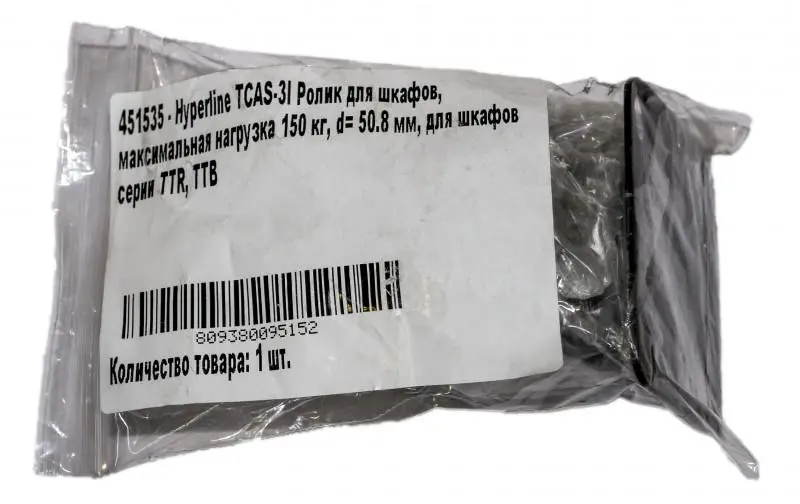 451535 - Hyperline TCAS-3I Ролик для шкафов,
максимальная нагрузка 150 кг, d= 50.8 мм, для шкафов
серии TTR, TTB
809380095152
Количество товара: 1 шт.